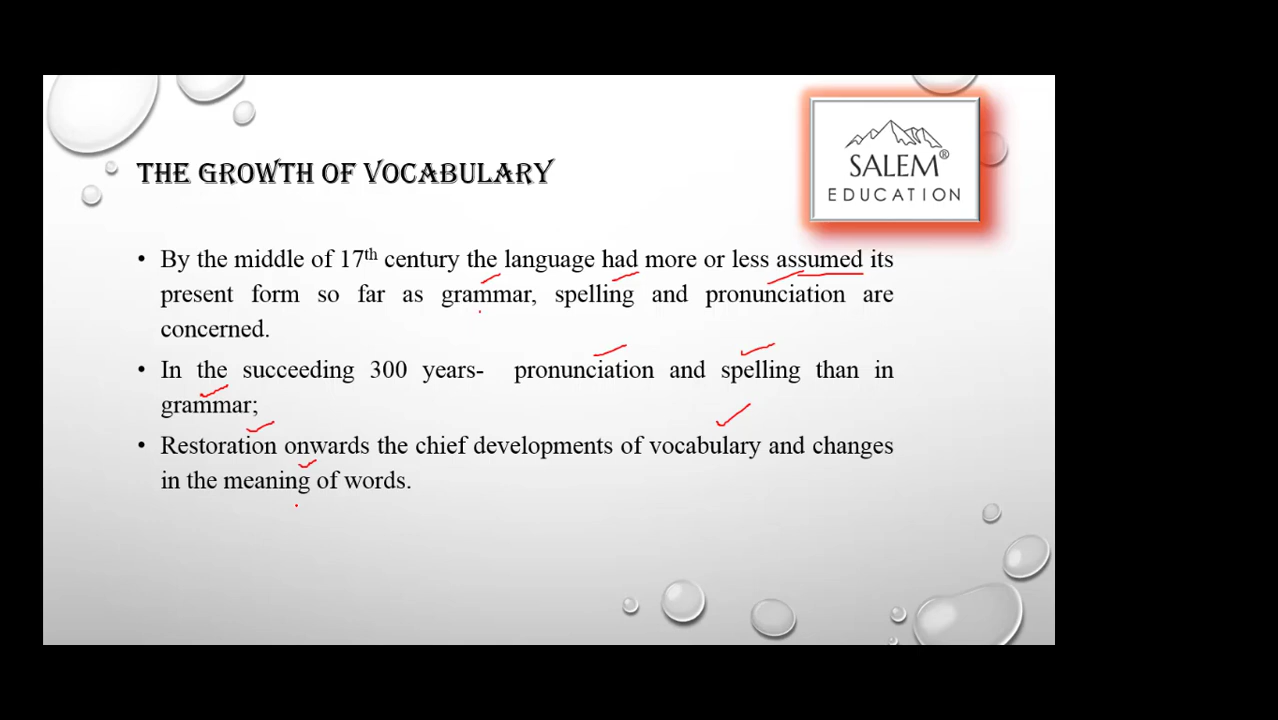 SALEM®
EDUCATION
THE GROWTH OF VOCABULARY
• By the middle of 17th century the language had more or less assumed its
present form so far as grammar, spelling and pronunciation are
concerned.
• In the succeeding 300 years- pronunciation and spelling than in
grammar;
• Restoration onwards the chief developments of vocabulary and changes
in the meaning of words.